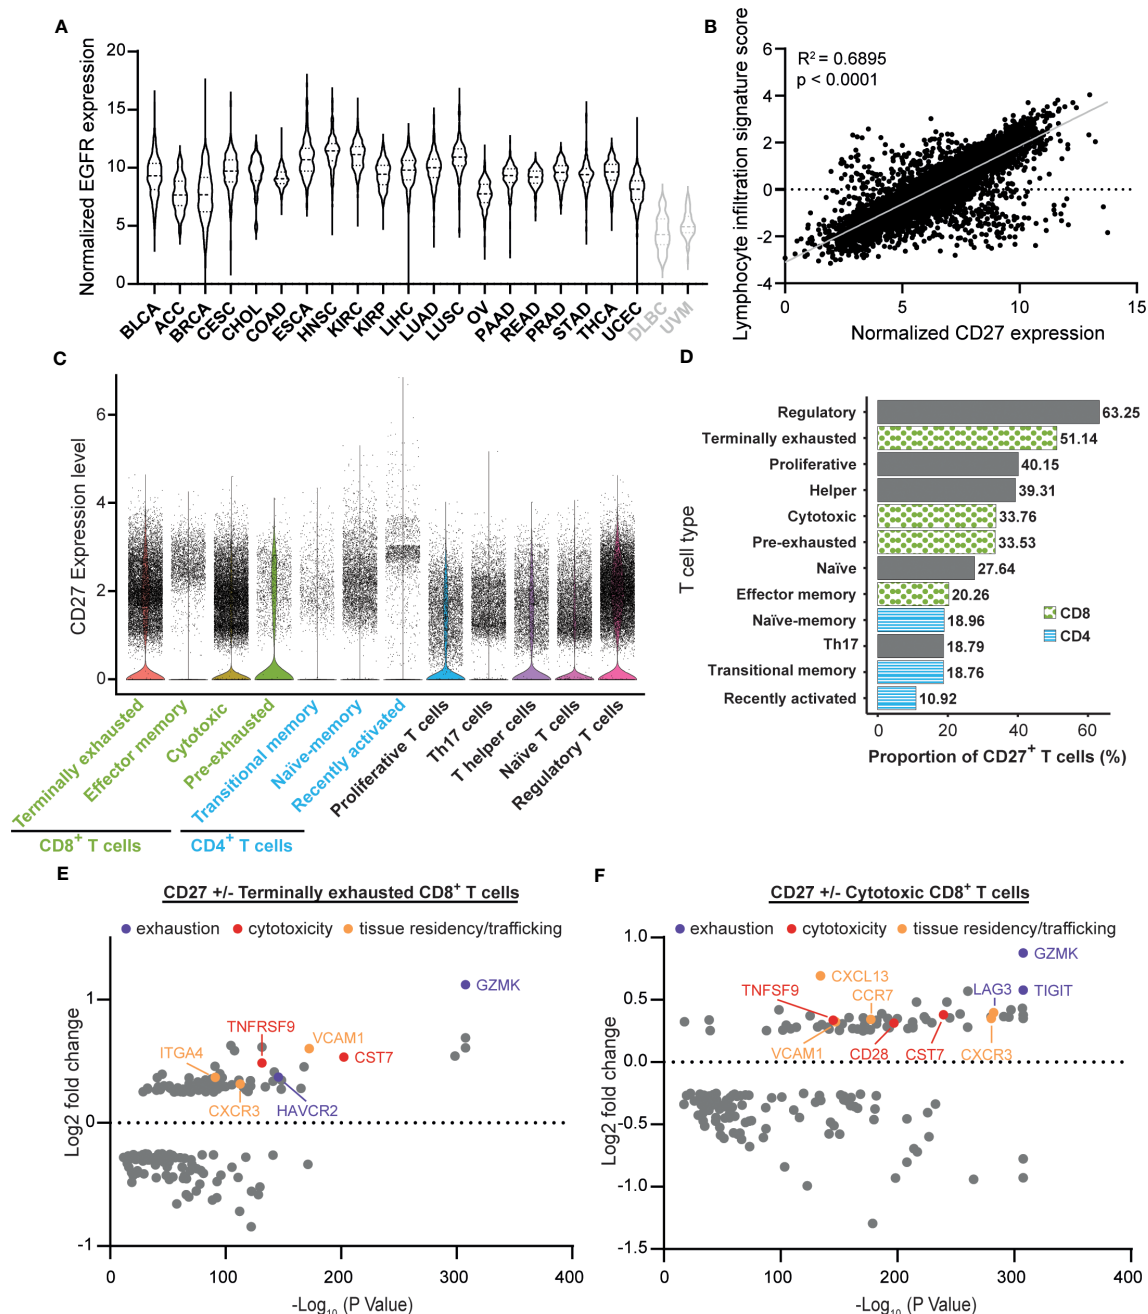 A
Normalized EGFR expression
20
15
10
5
0
BLCA
ACC
BRCA
CESC
CHOL
COAD
ESCA
HNSC
KIRC
KIRP
LIHC
LUAD
LUSC
OV
PAAD
READ
PRAD
STAD
THCA
UCEC
DLBC
UVM
B
Lymphocyte infiltration signature score
R² = 0.6895
p < 0.0001
6
4
2
0
-2
-4
0
5
10
15
Normalized CD27 expression
C
CD27 Expression level
6
4
2
0
Terminally exhausted
Effector memory
Cytotoxic
Pre-exhausted
Transitional memory
Naïve-memory
Recently activated
Proliferative T cells
Th17 cells
T helper cells
Naïve T cells
Regulatory T cells
CD8⁺ T cells
CD4⁺ T cells
D
T cell type
Regulatory 63.25
Terminally exhausted 51.14
Proliferative 40.15
Helper 39.31
Cytotoxic 33.76
Pre-exhausted 33.53
Naïve 27.64
Effector memory 20.26
Naïve-memory 18.96
Th17 18.79
Transitional memory 18.76
Recently activated 10.92
CD8
CD4
0 20 40 60
Proportion of CD27⁺ T cells (%)
E
CD27 +/- Terminally exhausted CD8⁺ T cells
exhaustion cytotoxicity tissue residency/trafficking
Log2 fold change
1
0
-1
GZMK
TNFRSF9
VCAM1
CST7
ITGA4
CXCR3
HAVCR2
0 100 200 300 400
-Log₁₀ (P Value)
F
CD27 +/- Cytotoxic CD8⁺ T cells
exhaustion cytotoxicity tissue residency/trafficking
Log2 fold change
1.0
0.5
0.0
-0.5
-1.0
-1.5
GZMK
CXCL13
TNFSF9
CCR7
LAG3
TIGIT
VCAM1
CD28
CST7
CXCR3
0 100 200 300 400
-Log₁₀ (P Value)